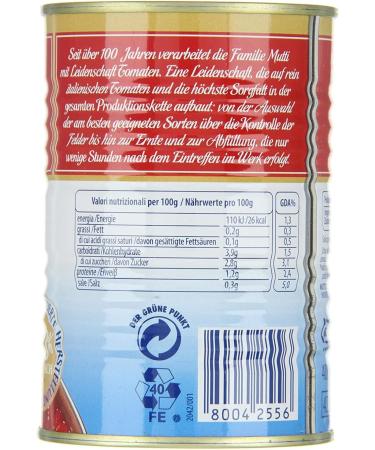 Seit über 100 Jahren verarbeitet die Familie Mutti
mit Leidenschaft Tomaten. Eine Leidenschaft, die auf rein
italienischen Tomaten und die höchste Sorgfalt in der
gesamten Produktionskette aufbaut: von der Auswahl
der am besten geeigneten Sorten über die Kontrolle der
Felder bis hin zur Ernte und zur Abfüllung, die nur
wenige Stunden nach dem Eintreffen im Werk erfolgt.
Valori nutrizionali per 100g / Nährwerte pro 100g GDA%
energia /Energie 110 kJ /26 kcal 1,3
grassi /Fett 0,2g 0,3
di cui acidi grassi saturi /davon gesättigte Fettsäuren 0,1g 0,5
carboidrati /Kohlenhydrate 3,9g 1,5
di cui zuccheri /davon Zucker 2,8g 3,1
proteine /Eiweiß 1,2g 2,4
sale /Salz 0,3g 5,0
DER GRÜNE PUNKT
40
FE
2042/001
8004 2556